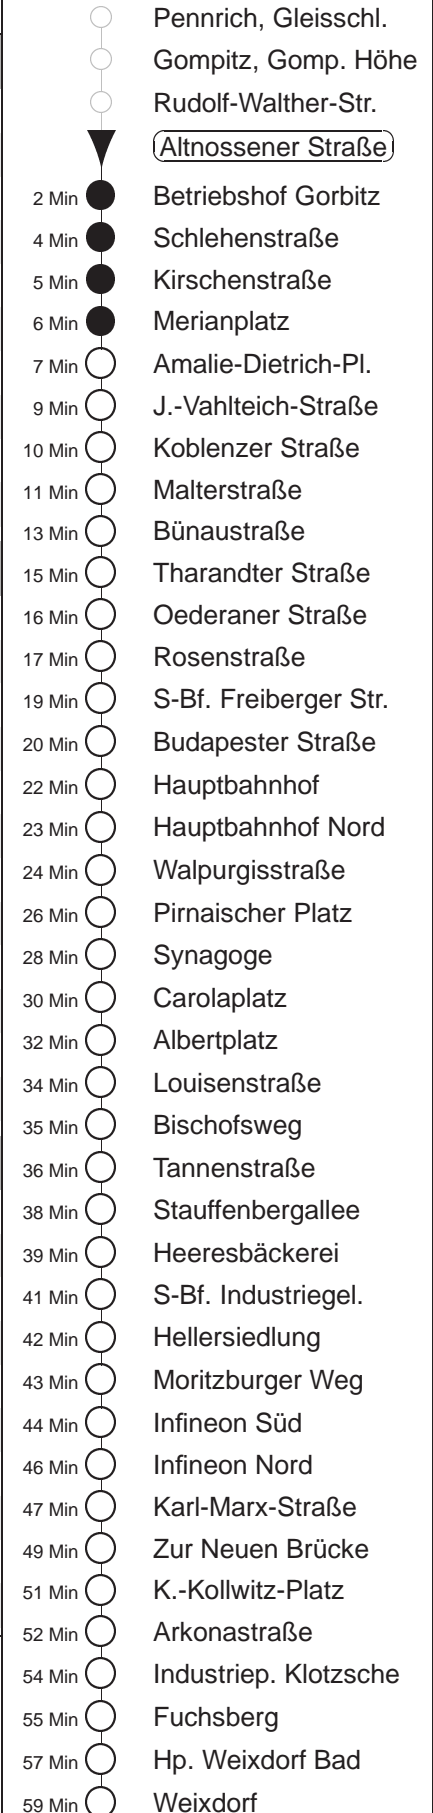 Pennrich, Gleisschl.
Gompitz, Gomp. Höhe
Rudolf-Walther-Str.
Altnossener Straße
2 Min Betriebshof Gorbitz
4 Min Schlehenstraße
5 Min Kirschenstraße
6 Min Merianplatz
7 Min Amalie-Dietrich-Pl.
9 Min J.-Vahlteich-Straße
10 Min Koblenzer Straße
11 Min Malterstraße
13 Min Bünaustraße
15 Min Tharandter Straße
16 Min Oederaner Straße
17 Min Rosenstraße
19 Min S-Bf. Freiberger Str.
20 Min Budapester Straße
22 Min Hauptbahnhof
23 Min Hauptbahnhof Nord
24 Min Walpurgisstraße
26 Min Pirnaischer Platz
28 Min Synagoge
30 Min Carolaplatz
32 Min Albertplatz
34 Min Louisenstraße
35 Min Bischofsweg
36 Min Tannenstraße
38 Min Stauffenbergallee
39 Min Heeresbäckerei
41 Min S-Bf. Industriegel.
42 Min Hellersiedlung
43 Min Moritzburger Weg
44 Min Infineon Süd
46 Min Infineon Nord
47 Min Karl-Marx-Straße
49 Min Zur Neuen Brücke
51 Min K.-Kollwitz-Platz
52 Min Arkonastraße
54 Min Industriep. Klotzsche
55 Min Fuchsberg
57 Min Hp. Weixdorf Bad
59 Min Weixdorf